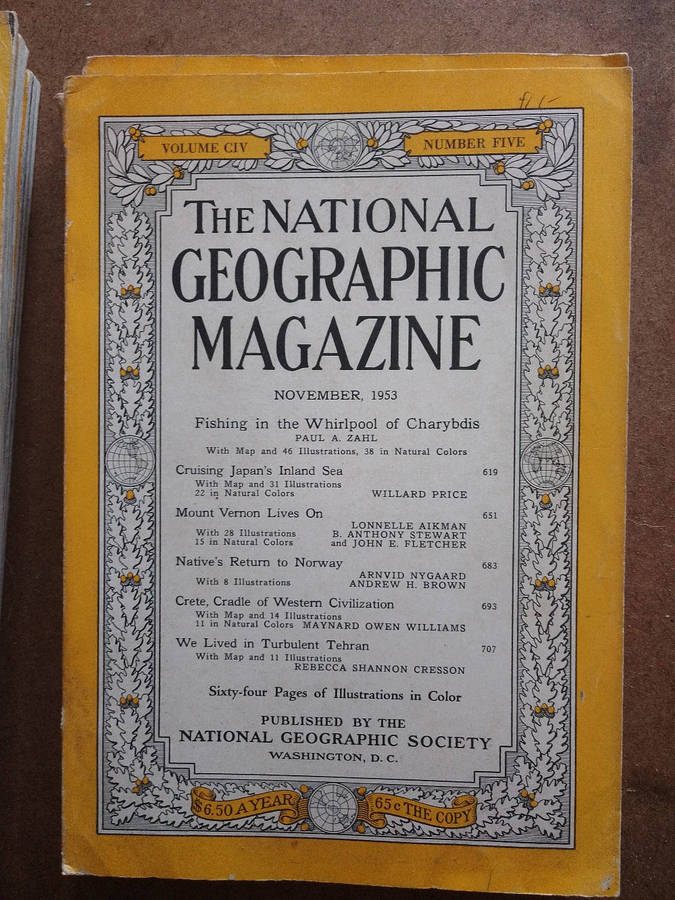 VOLUME CIV
NUMBER FIVE
THE NATIONAL
GEOGRAPHIC
MAGAZINE
NOVEMBER, 1953
Fishing in the Whirlpool of Charybdis
PAUL A. ZAHL
With Map and 46 Illustrations, 38 in Natural Colors
Cruising Japan's Inland Sea 619
With Map and 31 Illustrations
22 in Natural Colors WILLARD PRICE
Mount Vernon Lives On 651
LONNELLE AIKMAN
With 28 Illustrations B. ANTHONY STEWART
15 in Natural Colors and JOHN E. FLETCHER
Native's Return to Norway 683
ARNVID NYGAARD
With 8 Illustrations ANDREW H. BROWN
Crete, Cradle of Western Civilization 693
With Map and 14 Illustrations
11 in Natural Colors MAYNARD OWEN WILLIAMS
We Lived in Turbulent Tehran 707
With Map and 11 Illustrations
REBECCA SHANNON CRESSON
Sixty-four Pages of Illustrations in Color
PUBLISHED BY THE
NATIONAL GEOGRAPHIC SOCIETY
WASHINGTON, D. C.
$6.50 A YEAR
65c THE COPY